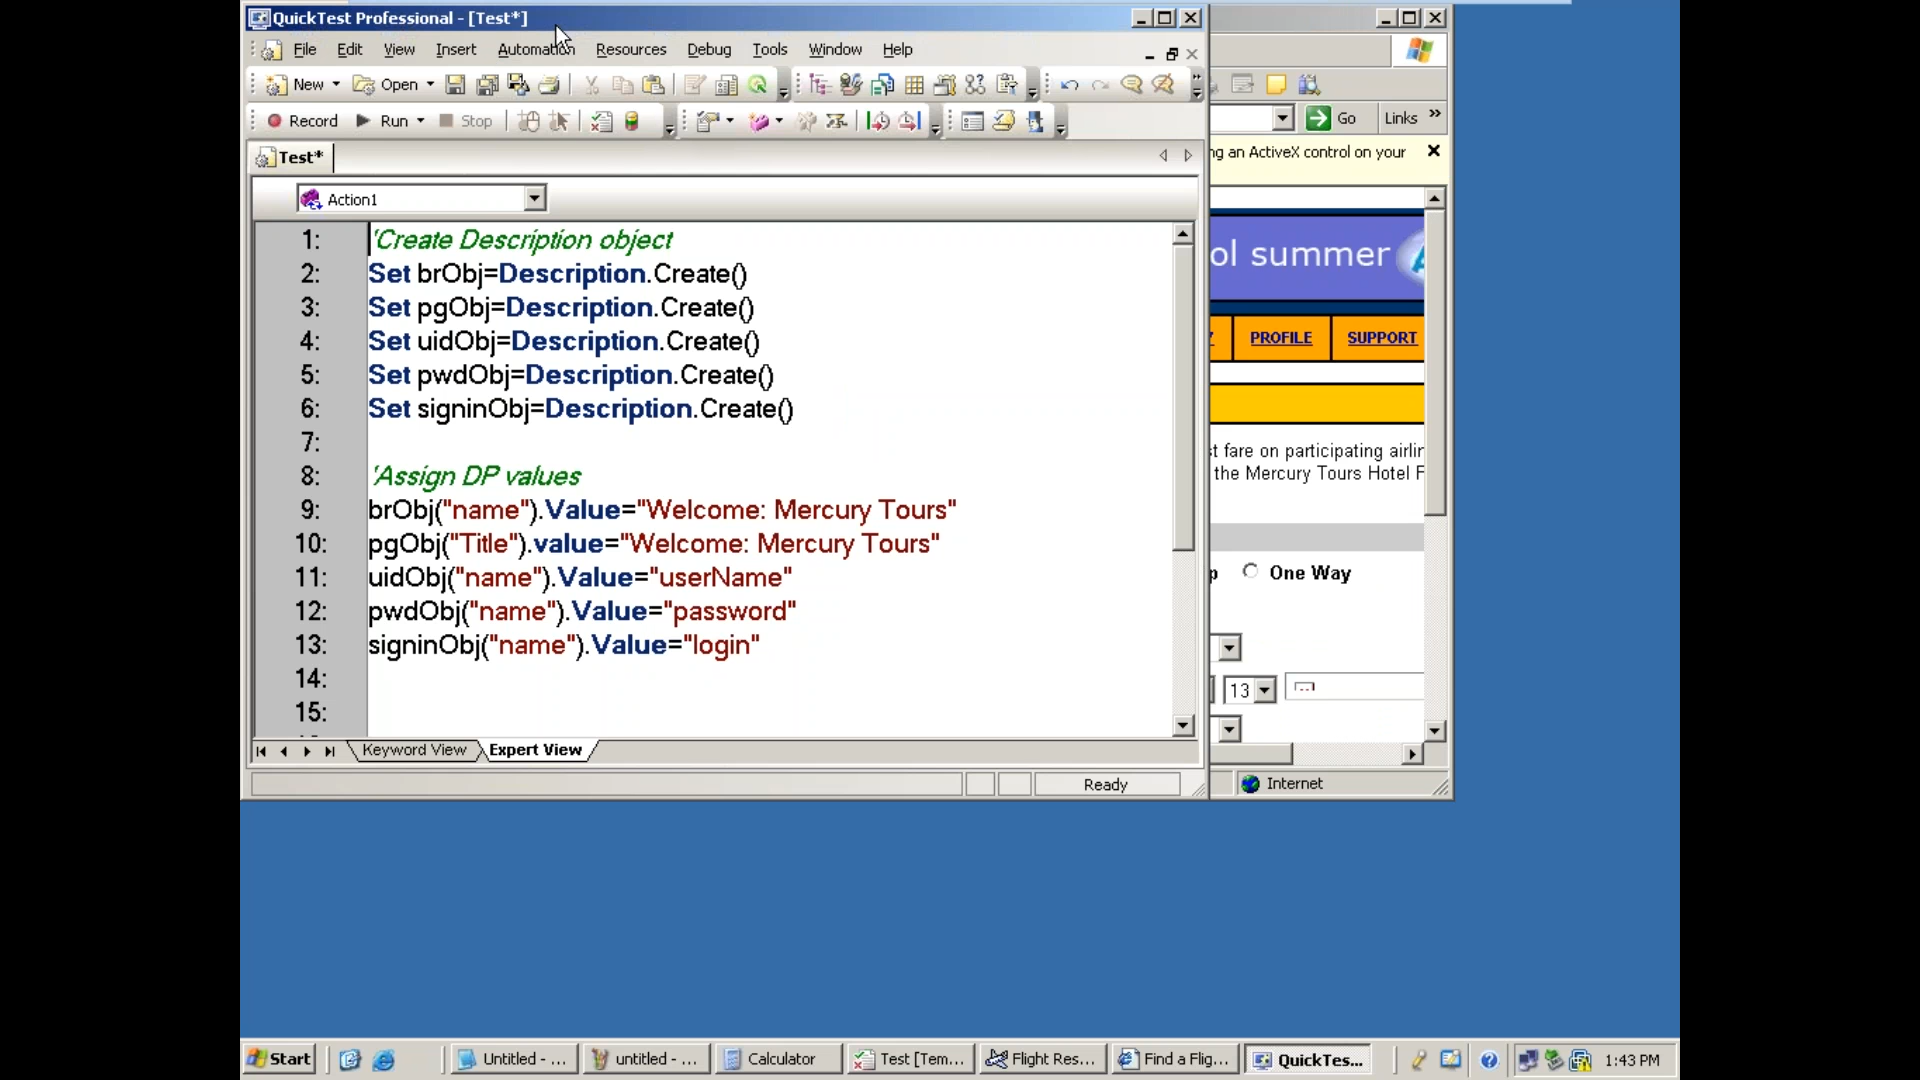 QuickTest Professional - [Test*]
File Edit View Insert Automation Resources Debug Tools Window Help
New Open
Record Run Stop
Test*
Action1
1: 'Create Description object
2: Set brObj=Description.Create()
3: Set pgObj=Description.Create()
4: Set uidObj=Description.Create()
5: Set pwdObj=Description.Create()
6: Set signinObj=Description.Create()
7:
8: 'Assign DP values
9: brObj("name").Value="Welcome: Mercury Tours"
10: pgObj("Title").value="Welcome: Mercury Tours"
11: uidObj("name").Value="userName"
12: pwdObj("name").Value="password"
13: signinObj("name").Value="login"
14:
15:
Keyword View Expert View
Ready
Go Links »
ng an ActiveX control on your
ol summer
PROFILE SUPPORT
st fare on participating airlir
the Mercury Tours Hotel F
p One Way
13
Internet
Start Untitled - ... untitled - ... Calculator Test [Tem... Flight Res... Find a Flig... QuickTes... 1:43 PM